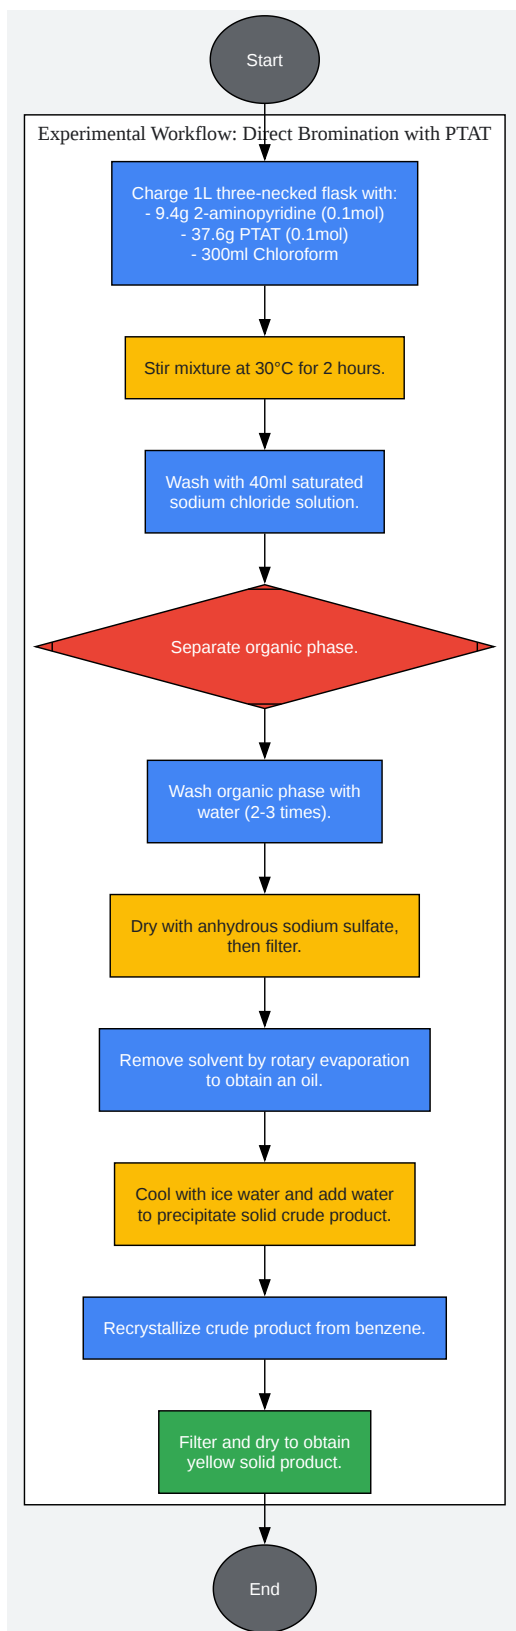 Start
Experimental Workflow: Direct Bromination with PTAT
Charge 1L three-necked flask with:
- 9.4g 2-aminopyridine (0.1mol)
- 37.6g PTAT (0.1mol)
- 300ml Chloroform
Stir mixture at 30°C for 2 hours.
Wash with 40ml saturated
sodium chloride solution.
Separate organic phase.
Wash organic phase with
water (2-3 times).
Dry with anhydrous sodium sulfate,
then filter.
Remove solvent by rotary evaporation
to obtain an oil.
Cool with ice water and add water
to precipitate solid crude product.
Recrystallize crude product from benzene.
Filter and dry to obtain
yellow solid product.
End